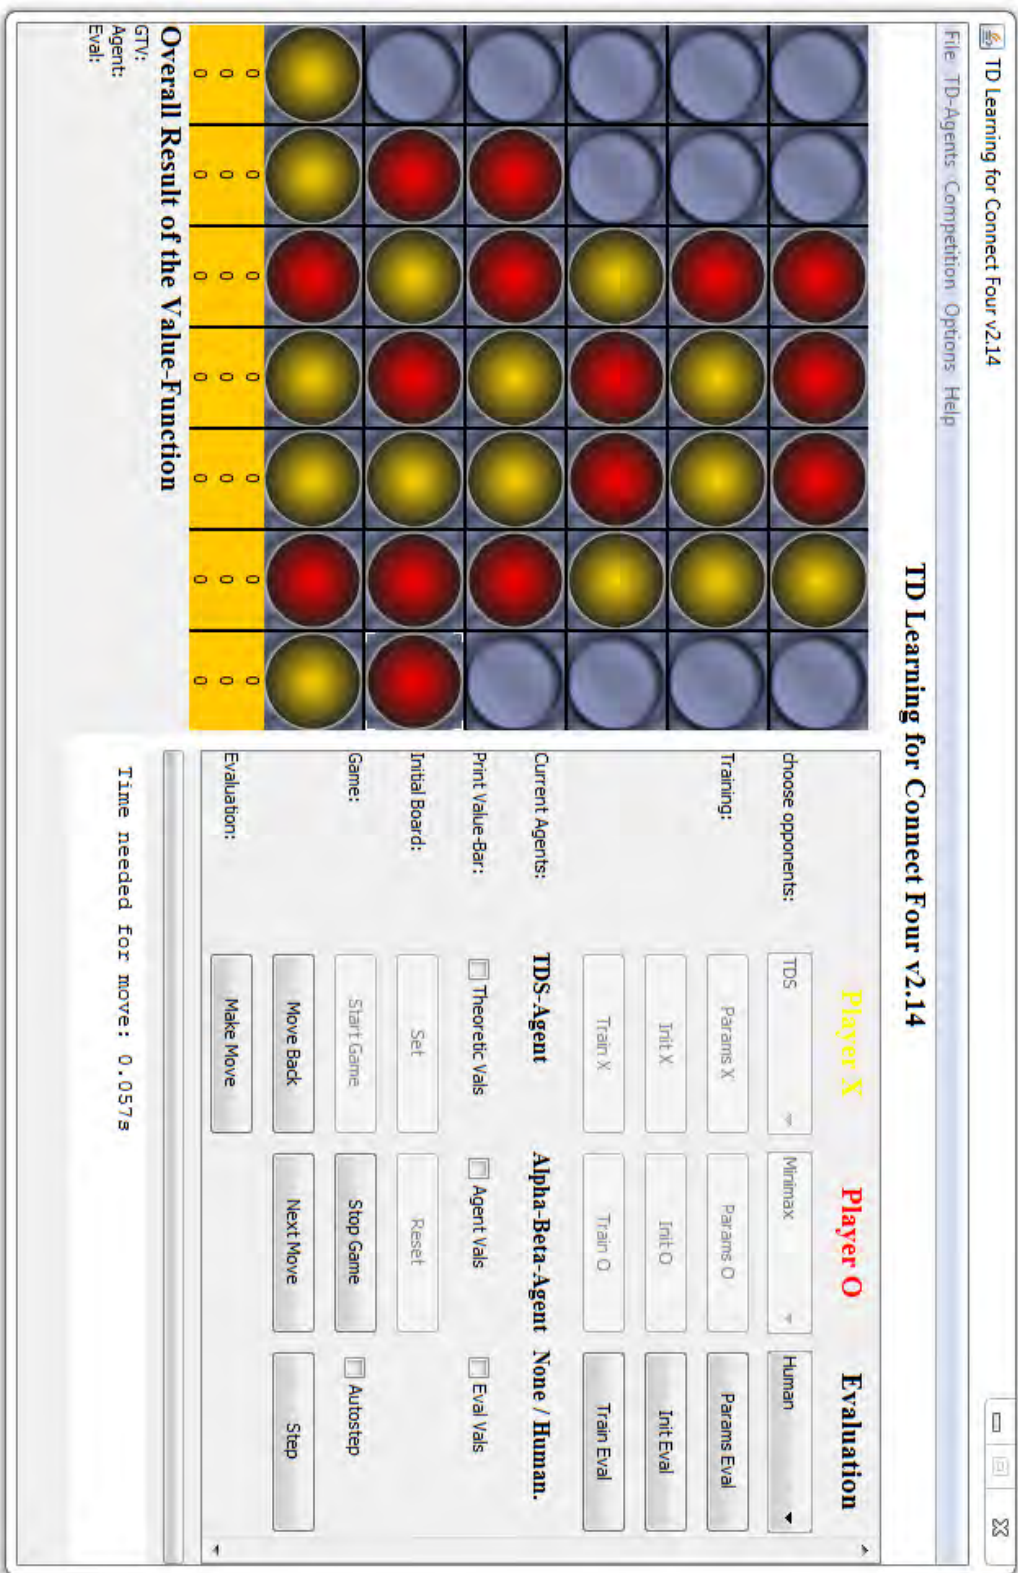 TD Learning for Connect Four v2.14
File TD-Agents Competition Options Help
TD Learning for Connect Four v2.14
Player X Player O Evaluation
choose opponents: TDS Minimax Human
Training: Params X Params O Params Eval
Init X Init O Init Eval
Train X Train O Train Eval
Current Agents: TDS-Agent Alpha-Beta-Agent None / Human.
Print Value-Bar: Theoretic Vals Agent Vals Eval Vals
Initial Board: Set Reset
Game: Start Game Stop Game Autostep
Move Back Next Move Step
Evaluation: Make Move
0 0 0 0 0 0 0
0 0 0 0 0 0 0
0 0 0 0 0 0 0
Overall Result of the Value-Function
GTV:
Agent:
Eval:
Time needed for move: 0.057s